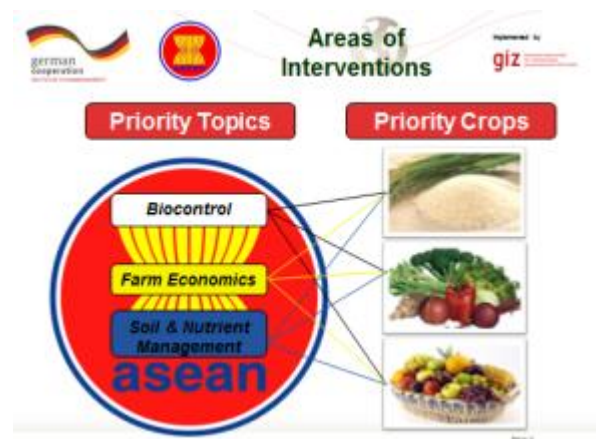 german
cooperation
Areas of
Interventions
Implemented by
giz
Priority Topics
Priority Crops
Biocontrol
Farm Economics
Soil & Nutrient
Management
asean